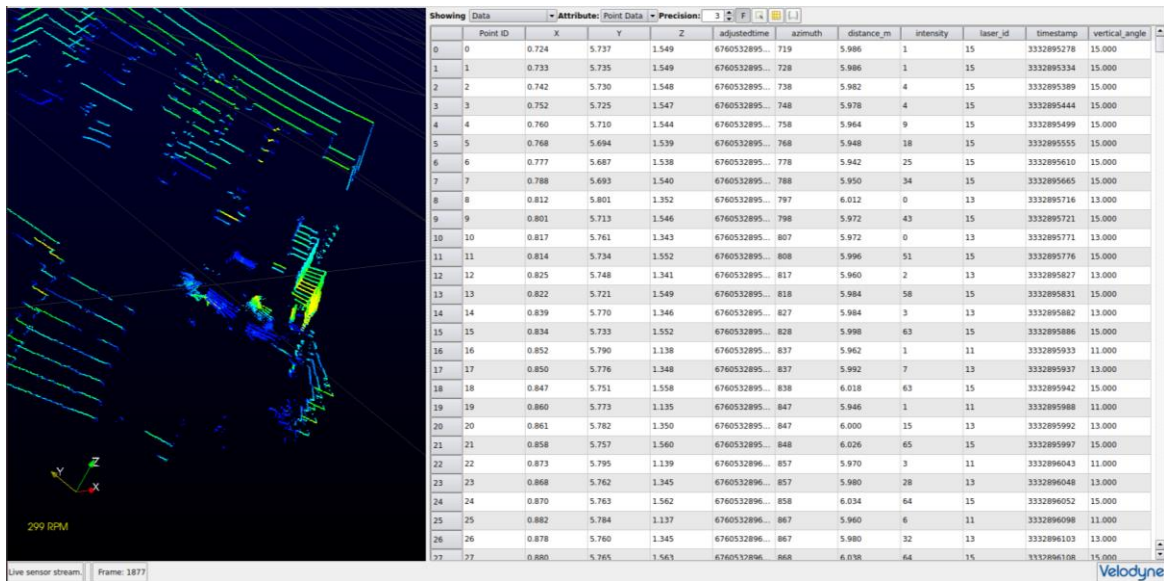 Showing Data Attribute: Point Data Precision: 3 F {..}
Point ID X Y Z adjustedtime azimuth distance_m intensity laser_id timestamp vertical_angle
0 0 0.724 5.737 1.549 6760532895... 719 5.986 1 15 3332895278 15.000
1 1 0.733 5.735 1.549 6760532895... 728 5.986 1 15 3332895334 15.000
2 2 0.742 5.730 1.548 6760532895... 738 5.982 4 15 3332895389 15.000
3 3 0.752 5.725 1.547 6760532895... 748 5.978 4 15 3332895444 15.000
4 4 0.760 5.710 1.544 6760532895... 758 5.964 9 15 3332895499 15.000
5 5 0.768 5.694 1.539 6760532895... 768 5.948 18 15 3332895555 15.000
6 6 0.777 5.687 1.538 6760532895... 778 5.942 25 15 3332895610 15.000
7 7 0.788 5.693 1.540 6760532895... 788 5.950 34 15 3332895665 15.000
8 8 0.812 5.801 1.352 6760532895... 797 6.012 0 13 3332895716 13.000
9 9 0.801 5.713 1.546 6760532895... 798 5.972 43 15 3332895721 15.000
10 10 0.817 5.761 1.343 6760532895... 807 5.972 0 13 3332895771 13.000
11 11 0.814 5.734 1.552 6760532895... 808 5.996 51 15 3332895776 15.000
12 12 0.825 5.748 1.341 6760532895... 817 5.960 2 13 3332895827 13.000
13 13 0.822 5.721 1.549 6760532895... 818 5.984 58 15 3332895831 15.000
14 14 0.839 5.770 1.346 6760532895... 827 5.984 3 13 3332895882 13.000
15 15 0.834 5.733 1.552 6760532895... 828 5.998 63 15 3332895886 15.000
16 16 0.852 5.790 1.138 6760532895... 837 5.962 1 11 3332895933 11.000
17 17 0.850 5.776 1.348 6760532895... 837 5.992 7 13 3332895937 13.000
18 18 0.847 5.751 1.558 6760532895... 838 6.018 63 15 3332895942 15.000
19 19 0.860 5.773 1.135 6760532895... 847 5.946 1 11 3332895988 11.000
20 20 0.861 5.782 1.350 6760532895... 847 6.000 15 13 3332895992 13.000
21 21 0.858 5.757 1.560 6760532895... 848 6.026 65 15 3332895997 15.000
22 22 0.873 5.795 1.139 6760532896... 857 5.970 3 11 3332896043 11.000
23 23 0.868 5.762 1.345 6760532896... 857 5.980 28 13 3332896048 13.000
24 24 0.870 5.763 1.562 6760532896... 858 6.034 64 15 3332896052 15.000
25 25 0.882 5.784 1.137 6760532896... 867 5.960 6 11 3332896098 11.000
26 26 0.878 5.760 1.345 6760532896... 867 5.980 32 13 3332896103 13.000
27 27 0.880 5.765 1.563 6760532896... 868 6.038 64 15 3332896108 15.000
Y Z X
299 RPM
Live sensor stream. Frame: 1877
Velodyne